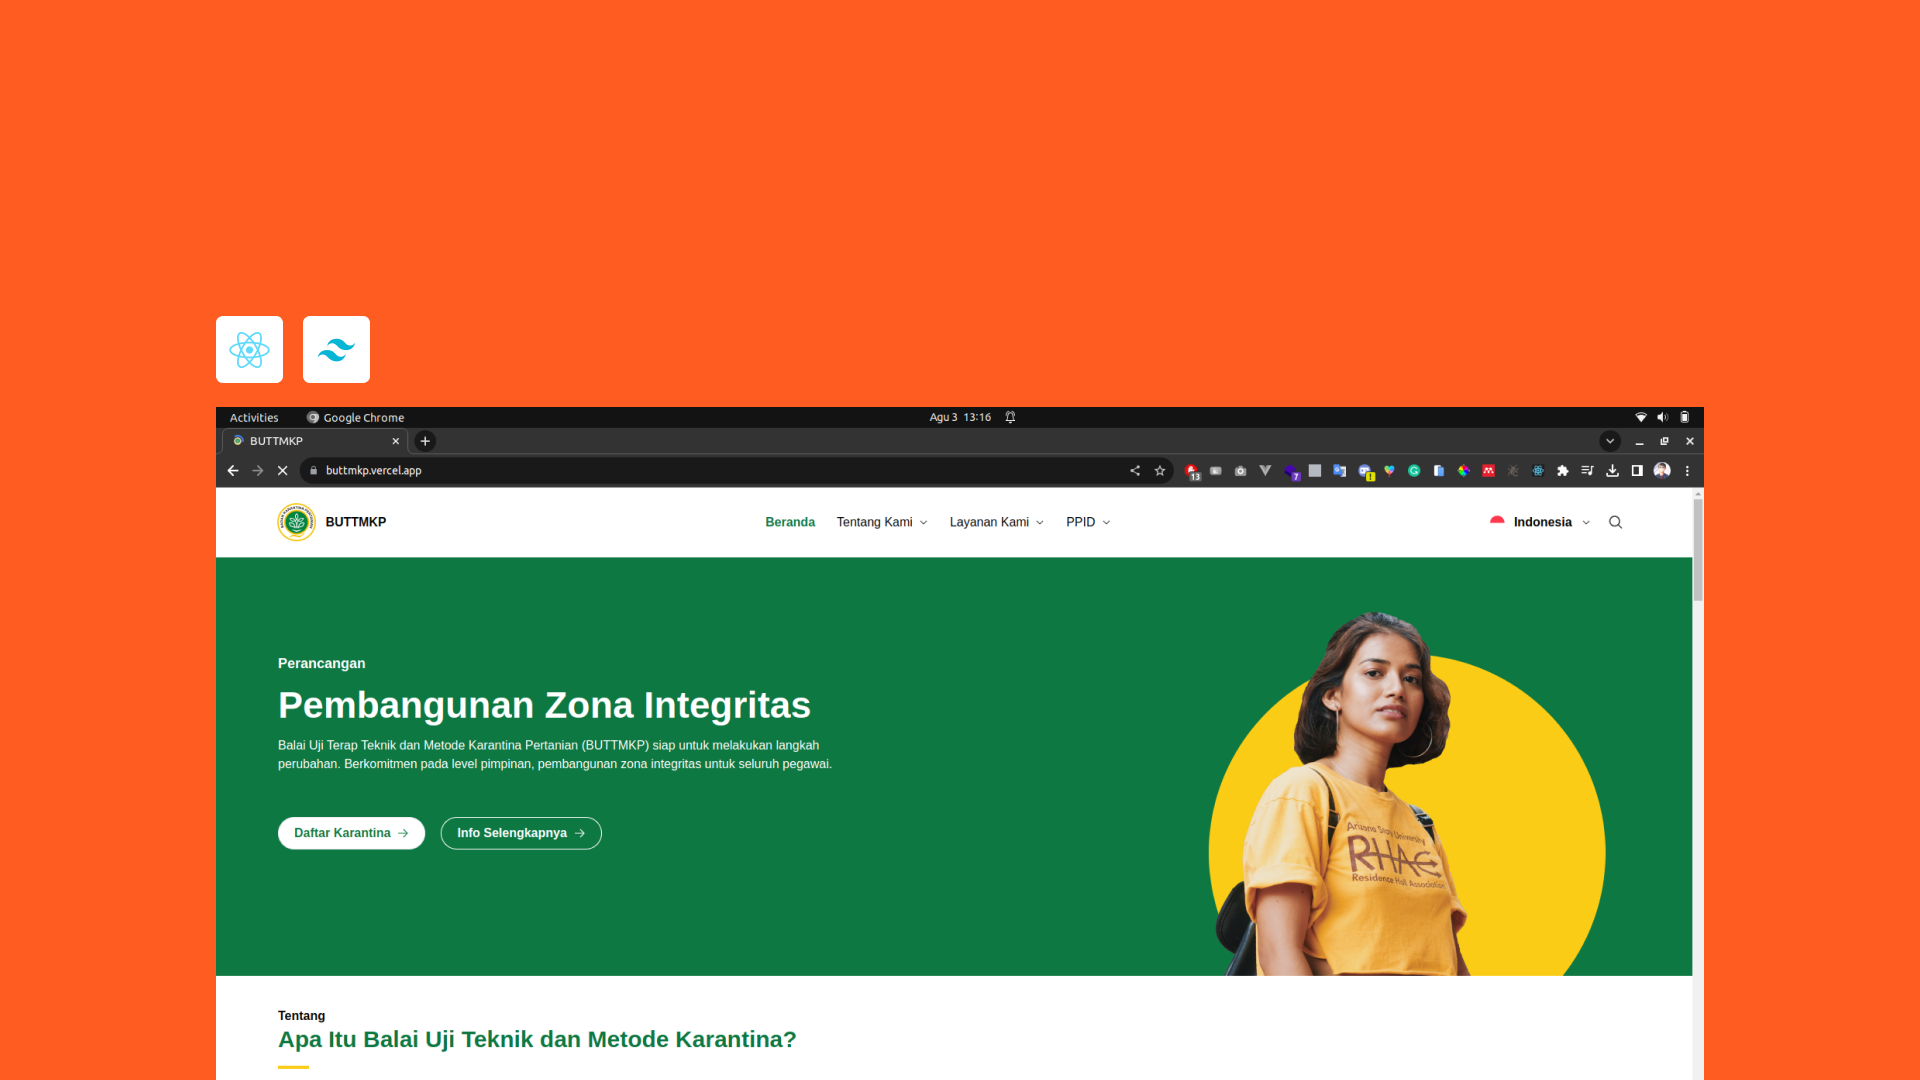 Activities Google Chrome Agu 3 13:16
BUTTMKP
buttmkp.vercel.app
13 7
BUTTMKP Beranda Tentang Kami Layanan Kami PPID Indonesia
Perancangan
Pembangunan Zona Integritas
Balai Uji Terap Teknik dan Metode Karantina Pertanian (BUTTMKP) siap untuk melakukan langkah
perubahan. Berkomitmen pada level pimpinan, pembangunan zona integritas untuk seluruh pegawai.
Daftar Karantina Info Selengkapnya
Arizona State University
RHA
Residence Hall Association
Tentang
Apa Itu Balai Uji Teknik dan Metode Karantina?